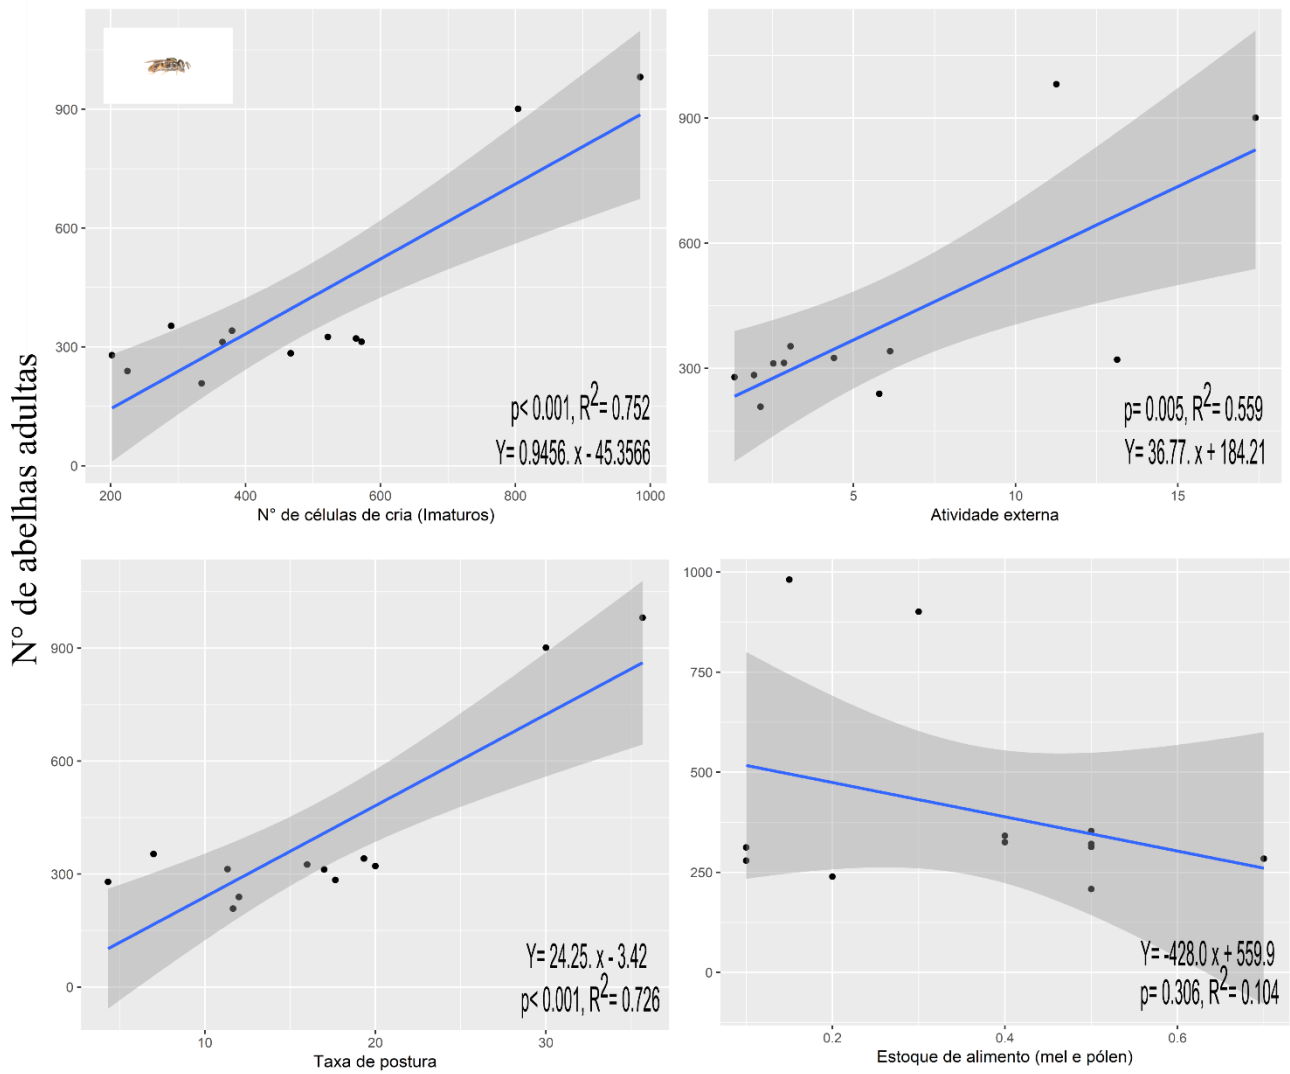 N° de abelhas adultas
900
600
300
0
p< 0.001, R²= 0.752
Y= 0.9456. x - 45.3566
200 400 600 800 1000
N° de células de cria (Imaturos)
900
600
300
p= 0.005, R²= 0.559
Y= 36.77. x + 184.21
5 10 15
Atividade externa
900
600
300
0
Y= 24.25. x - 3.42
p< 0.001, R²= 0.726
10 20 30
Taxa de postura
1000
750
500
250
0
Y= -428.0 x + 559.9
p= 0.306, R²= 0.104
0.2 0.4 0.6
Estoque de alimento (mel e pólen)